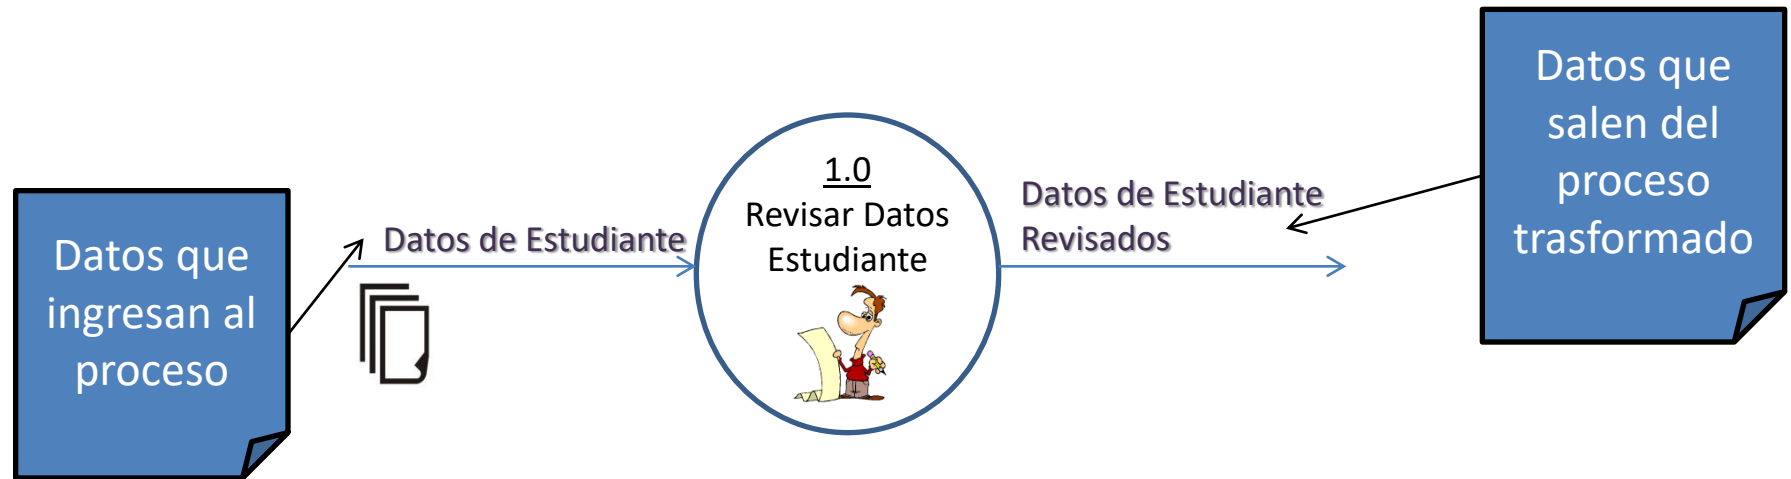 Datos que
ingresan al
proceso
Datos de Estudiante
1.0
Revisar Datos
Estudiante
Datos de Estudiante
Revisados
Datos que
salen del
proceso
trasformado